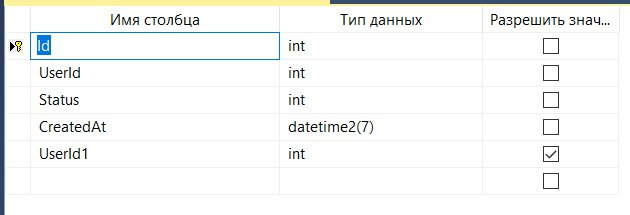 Имя столбца Тип данных Разрешить знач...
Id int
UserId int
Status int
CreatedAt datetime2(7)
UserId1 int